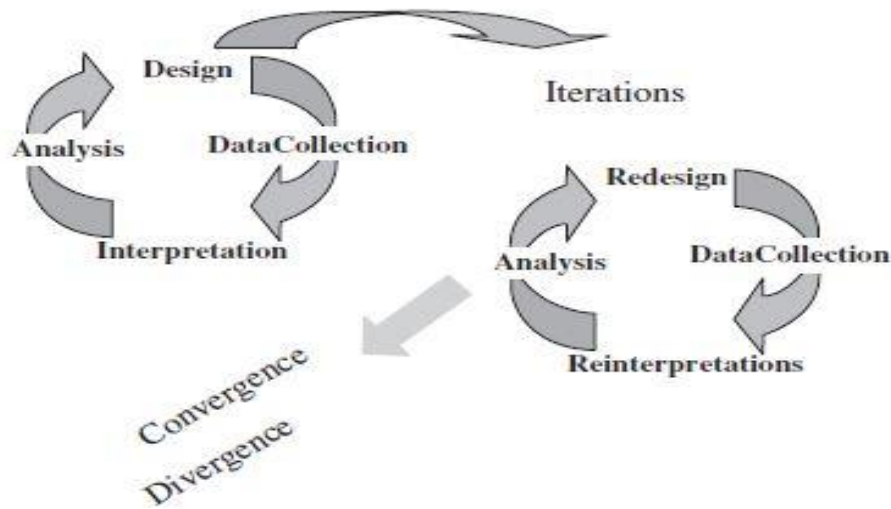 Design
Iterations
Analysis
DataCollection
Interpretation
Redesign
Analysis
DataCollection
Reinterpretations
Convergence
Divergence